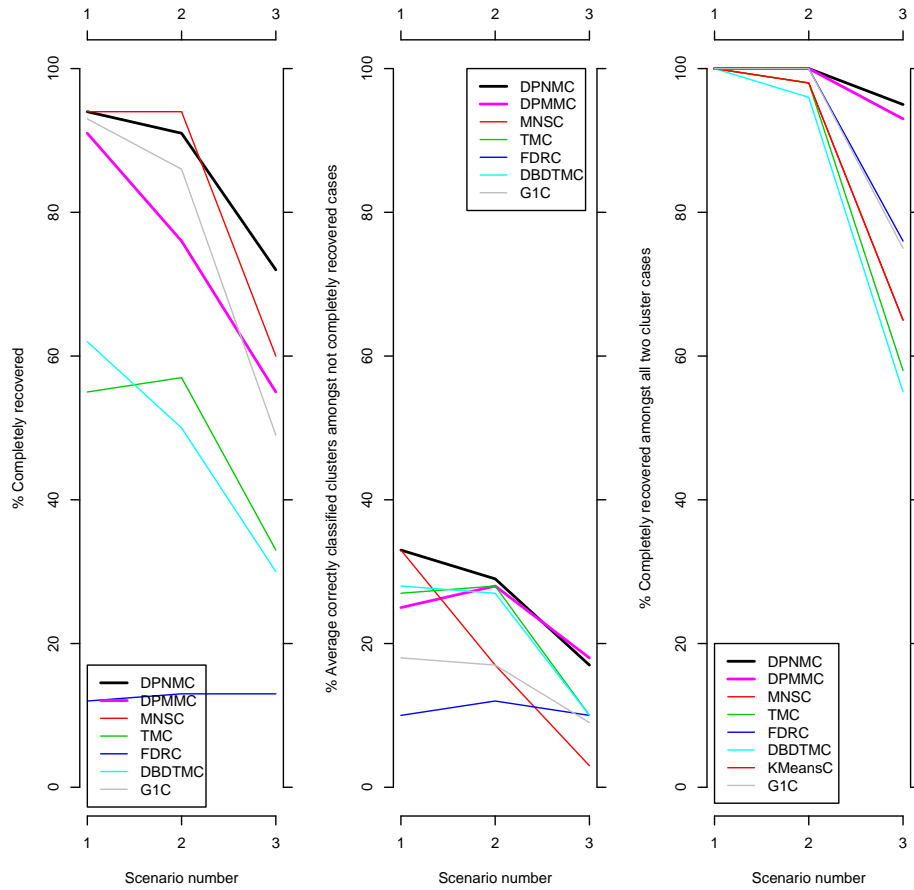 1 2 3
0 20 40 60 80 100
% Completely recovered
DPNMC
DPMMC
MNSC
TMC
FDRC
DBDTMC
G1C
1 2 3
Scenario number
1 2 3
0 20 40 60 80 100
% Average correctly classified clusters amongst not completely recovered cases
DPNMC
DPMMC
MNSC
TMC
FDRC
DBDTMC
G1C
1 2 3
Scenario number
1 2 3
0 20 40 60 80 100
% Completely recovered amongst all two cluster cases
DPNMC
DPMMC
MNSC
TMC
FDRC
DBDTMC
KMeansC
G1C
1 2 3
Scenario number